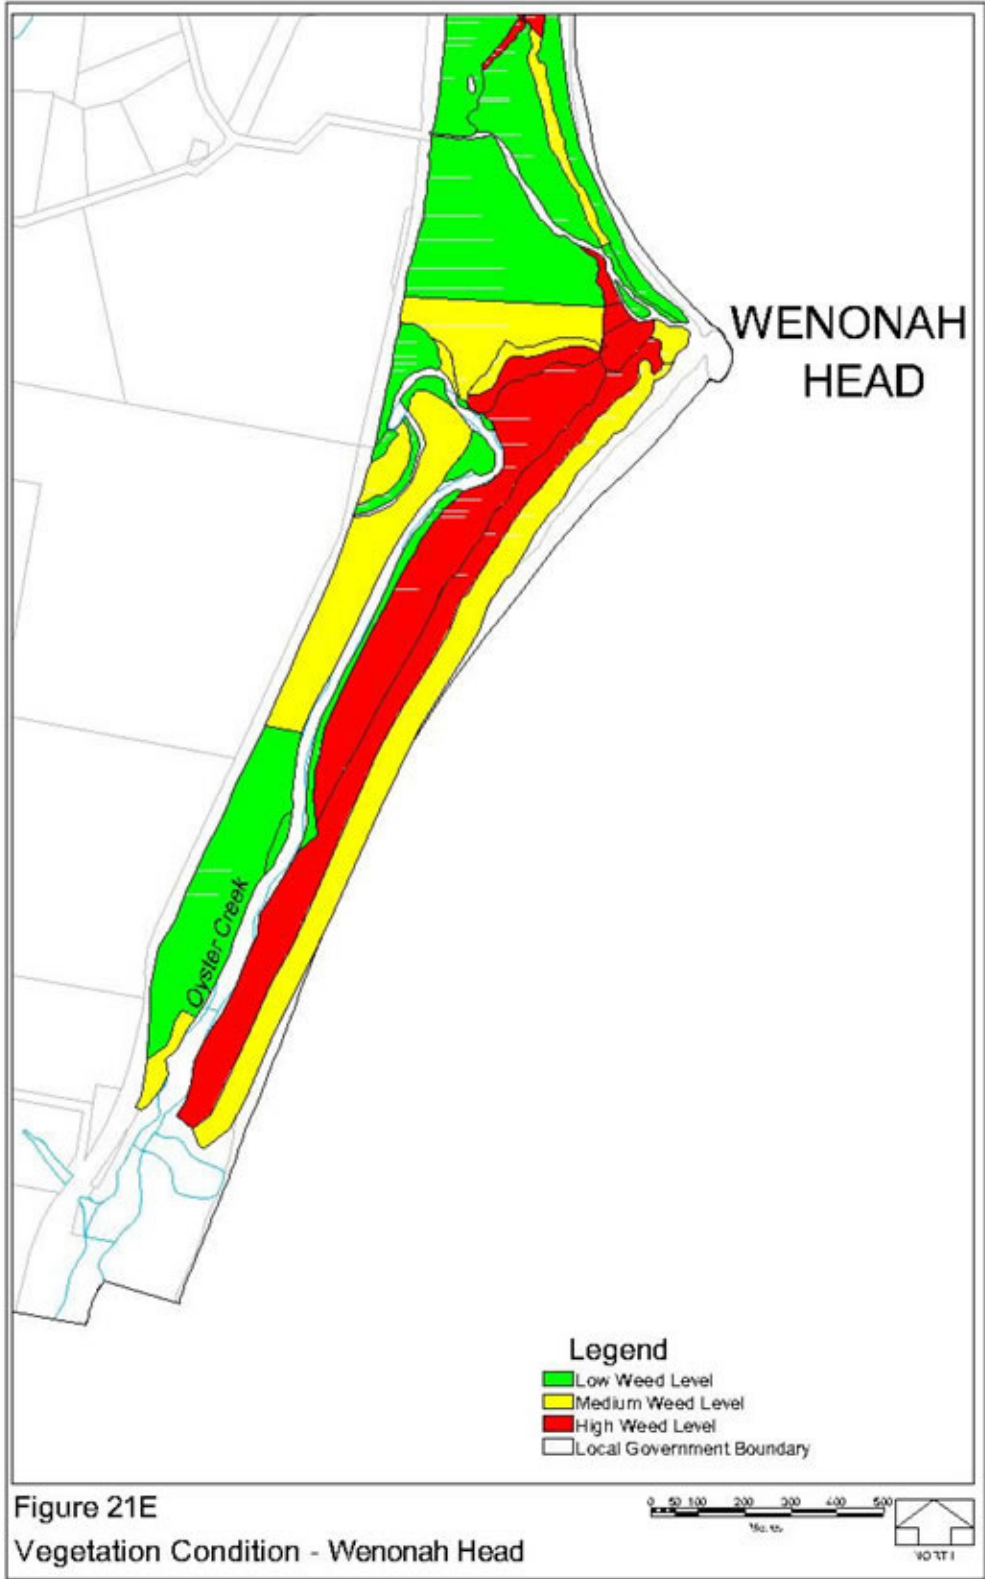 WENONAH
HEAD
Oyster Creek
Legend
Low Weed Level
Medium Weed Level
High Weed Level
Local Government Boundary
Figure 21E
Vegetation Condition - Wenonah Head
0 50 100 200 300 400 500
NORTH